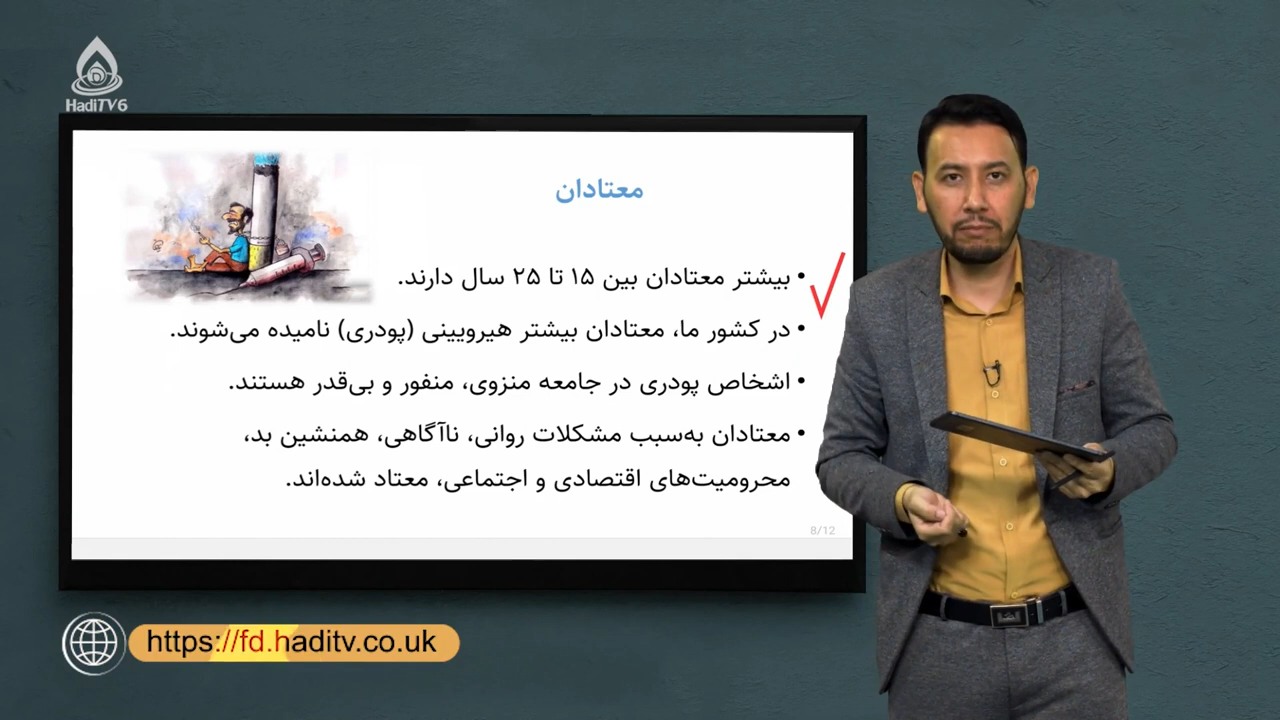 HadiTV6
معتادان
• بیشتر معتادان بین ۱۵ تا ۲۵ سال دارند.
• در کشور ما، معتادان بیشتر هیرویینی (پودری) نامیده می‌شوند.
• اشخاص پودری در جامعه منزوی، منفور و بی‌قدر هستند.
• معتادان به‌سبب مشکلات روانی، ناآگاهی، همنشین بد،
محرومیت‌های اقتصادی و اجتماعی، معتاد شده‌اند.
8/12
https://fd.haditv.co.uk